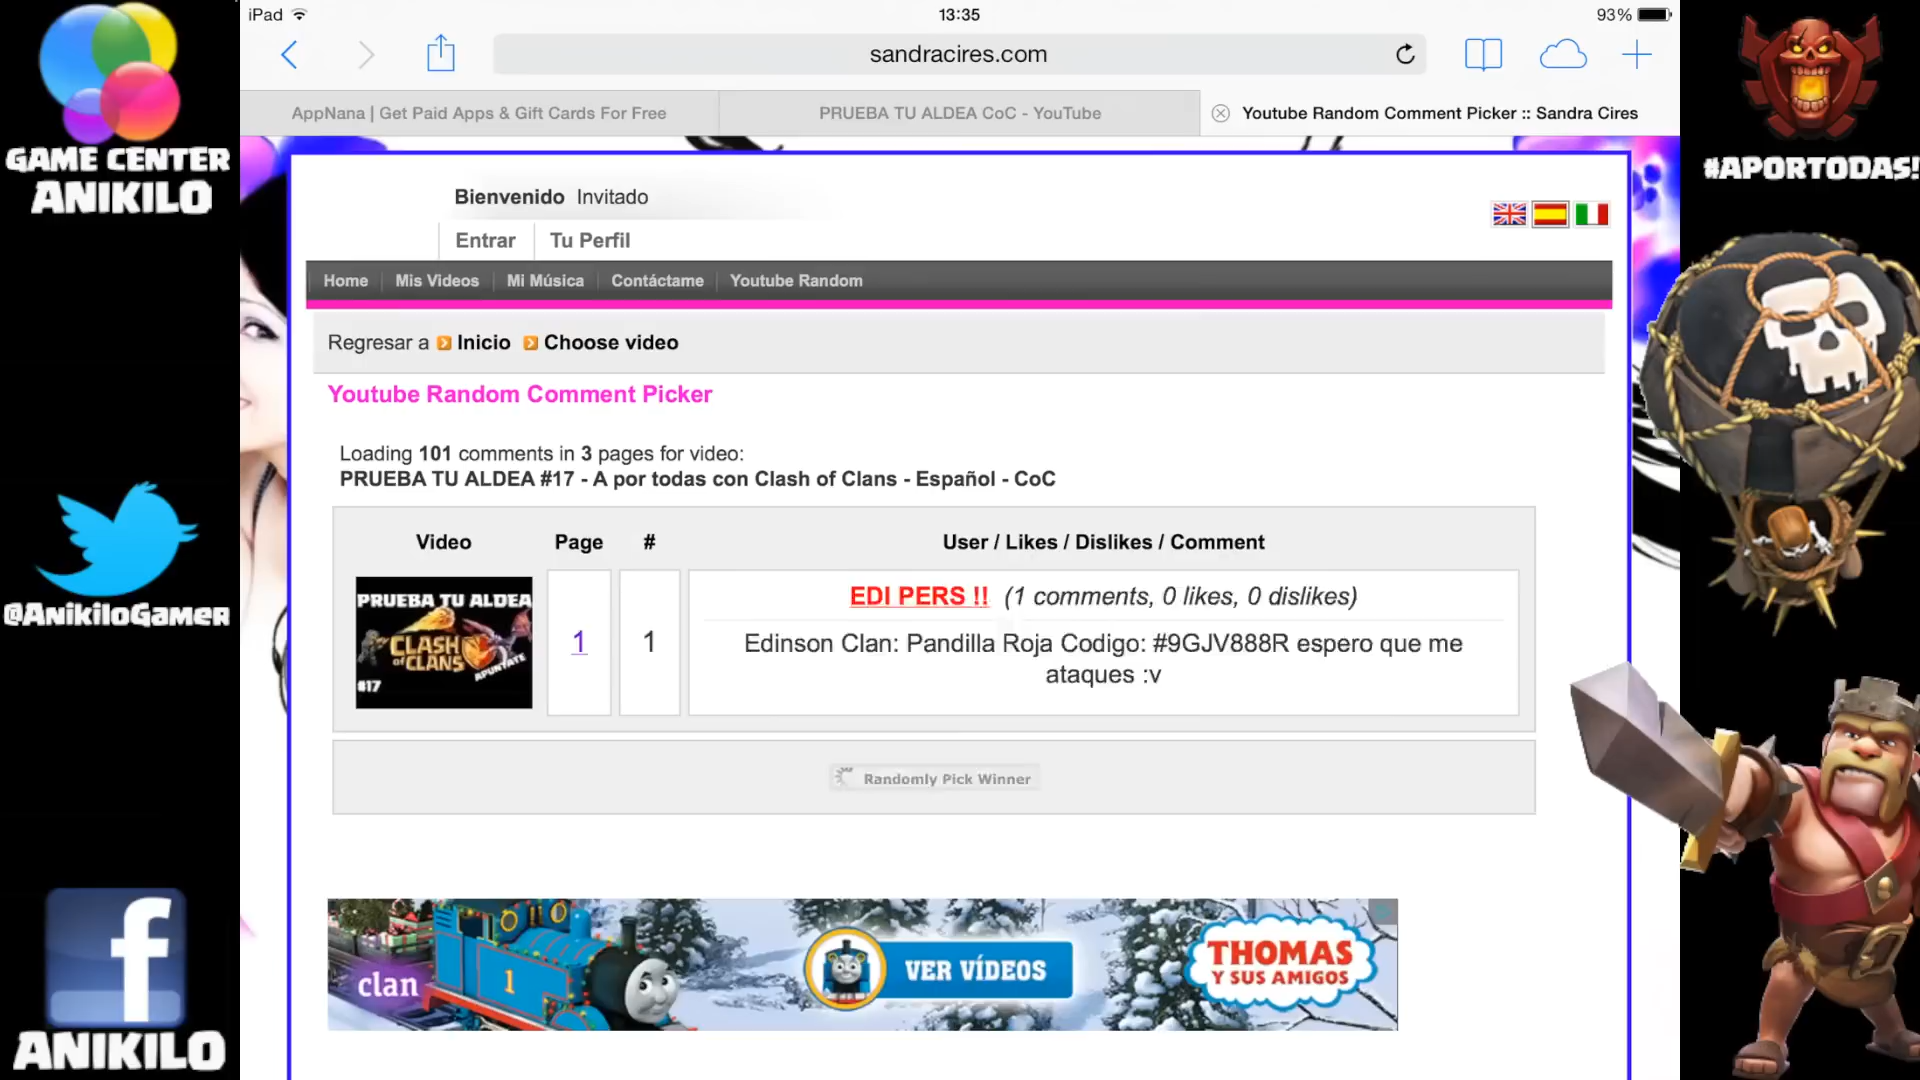 iPad
13:35
93%
sandracires.com
AppNana | Get Paid Apps & Gift Cards For Free
PRUEBA TU ALDEA CoC - YouTube
Youtube Random Comment Picker :: Sandra Cires
GAME CENTER
ANIKILO
#APORTODAS!
Bienvenido Invitado
Entrar
Tu Perfil
Home
Mis Videos
Mi Música
Contáctame
Youtube Random
Regresar a Inicio Choose video
Youtube Random Comment Picker
Loading 101 comments in 3 pages for video:
PRUEBA TU ALDEA #17 - A por todas con Clash of Clans - Español - CoC
Video
Page
#
User / Likes / Dislikes / Comment
PRUEBA TU ALDEA
CLASH
of CLANS
APUNTATE
#17
1
1
EDI PERS !! (1 comments, 0 likes, 0 dislikes)
Edinson Clan: Pandilla Roja Codigo: #9GJV888R espero que me
ataques :v
@AnikiloGamer
Randomly Pick Winner
clan
1
VER VÍDEOS
THOMAS
Y SUS AMIGOS
ANIKILO